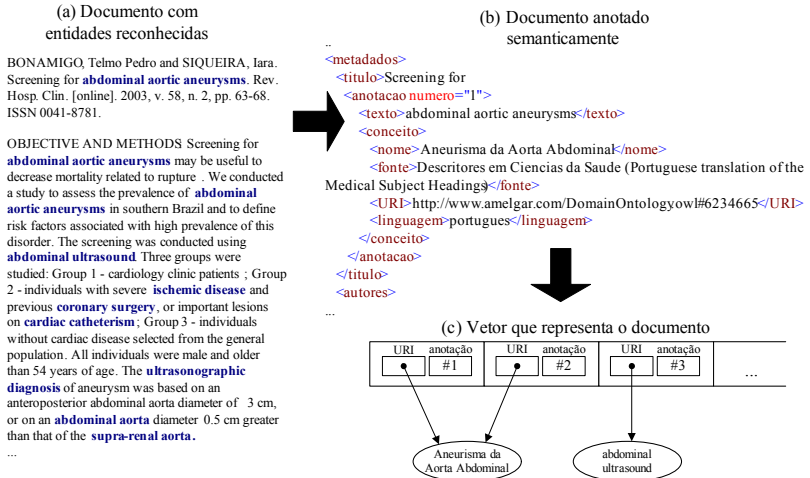 (a) Documento com
entidades reconhecidas
BONAMIGO, Telmo Pedro and SIQUEIRA, Iara.
Screening for abdominal aortic aneurysms. Rev.
Hosp. Clin. [online]. 2003, v. 58, n. 2, pp. 63-68.
ISSN 0041-8781.
OBJECTIVE AND METHODS Screening for
abdominal aortic aneurysms may be useful to
decrease mortality related to rupture . We conducted
a study to assess the prevalence of abdominal
aortic aneurysms in southern Brazil and to define
risk factors associated with high prevalence of this
disorder. The screening was conducted using
abdominal ultrasound. Three groups were
studied: Group 1 - cardiology clinic patients ; Group
2 - individuals with severe ischemic disease and
previous coronary surgery, or important lesions
on cardiac catheterism; Group 3 - individuals
without cardiac disease selected from the general
population. All individuals were male and older
than 54 years of age. The ultrasonographic
diagnosis of aneurysm was based on an
anteroposterior abdominal aorta diameter of 3 cm,
or on an abdominal aorta diameter 0.5 cm greater
than that of the supra-renal aorta.
...
(b) Documento anotado
semanticamente
..
<metadados>
<titulo>Screening for
<anotacao numero="1">
<texto>abdominal aortic aneurysms</texto>
<conceito>
<nome>Aneurisma da Aorta Abdominal</nome>
<fonte>Descritores em Ciencias da Saude (Portuguese translation of the
Medical Subject Headings)</fonte>
<URI>http://www.amelgar.com/DomainOntologyowl#6234665</URI>
<linguagem>portugues</linguagem>
</conceito>
</anotacao>
</titulo>
<autores>
...
(c) Vetor que representa o documento
URI anotação URI anotação URI anotação
#1 #2 #3 ...
Aneurisma da
Aorta Abdominal
abdominal
ultrasound